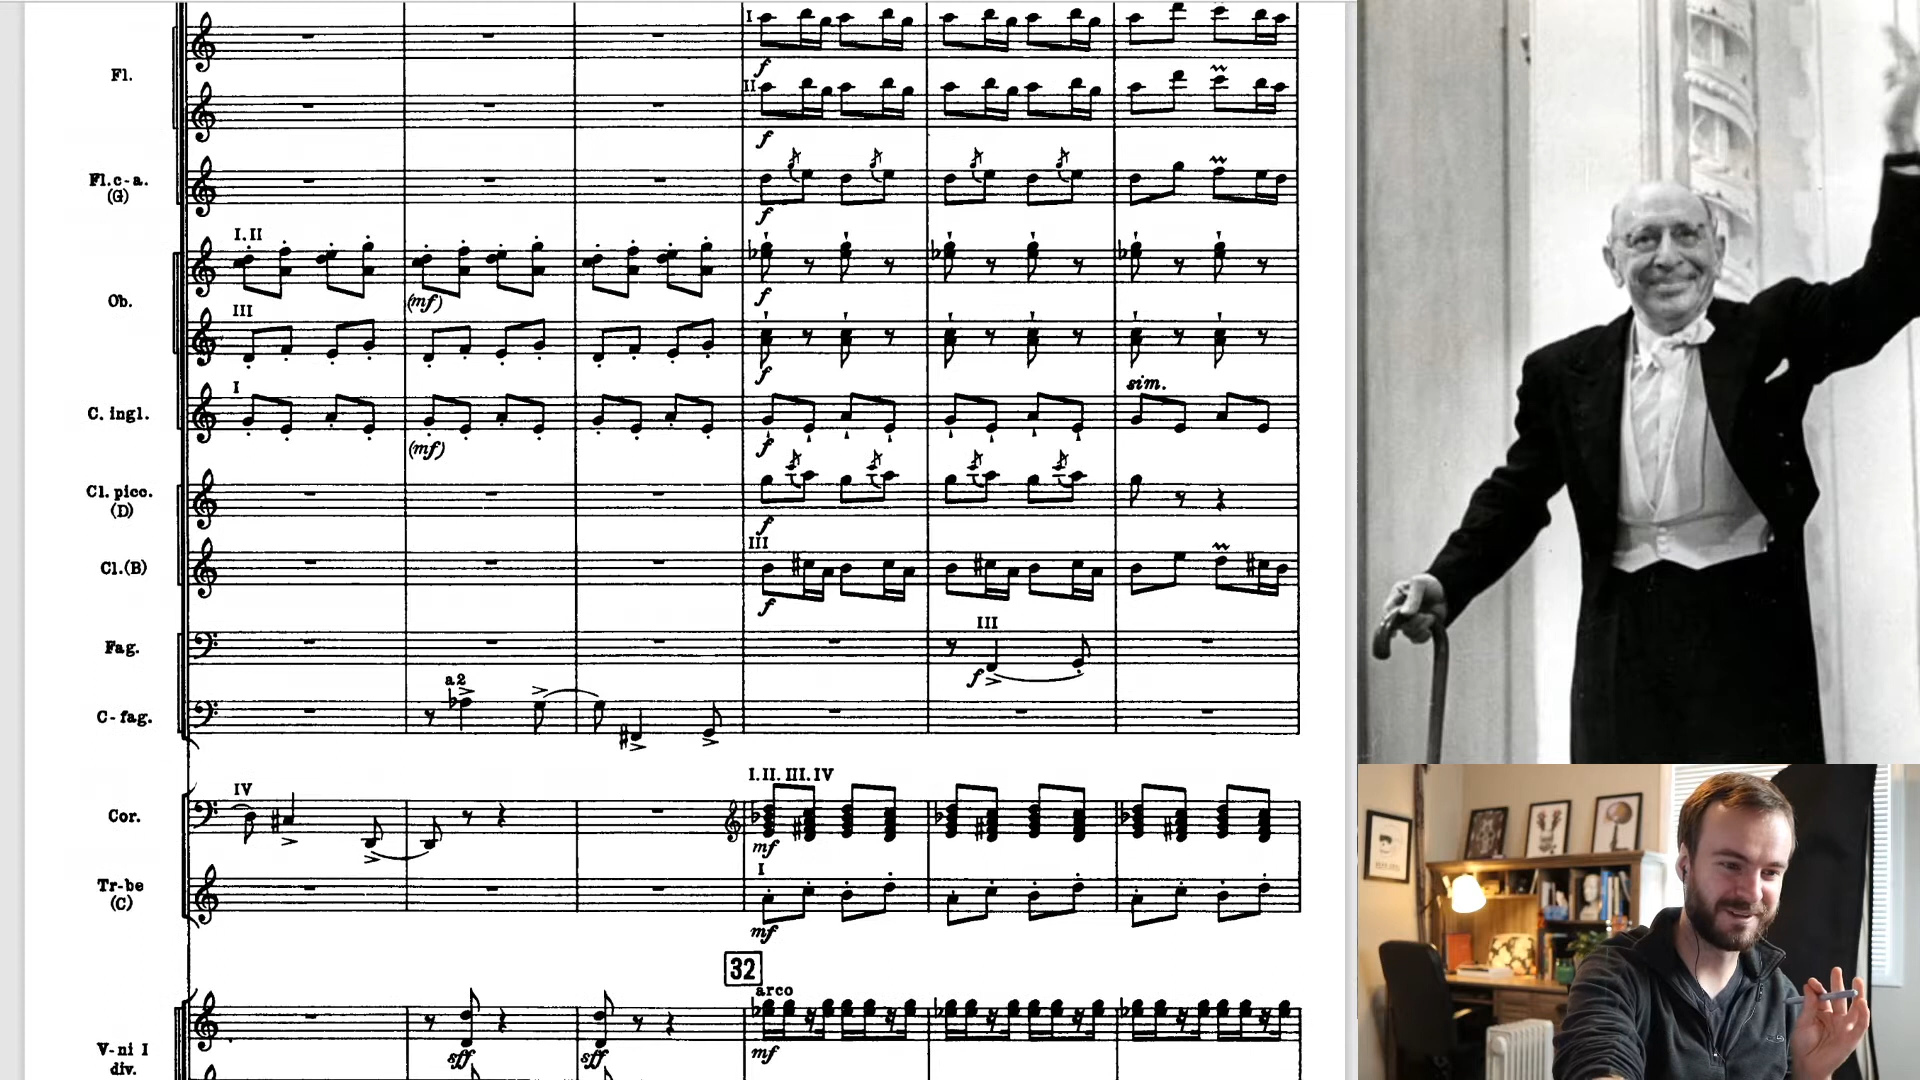 I
Fl.
f
II
f
Fl.c-a.
(G)
f
I.II
Ob.
(mf)
f
III
f
sim.
I
C. ingl.
(mf)
f
Cl. picc.
(D)
f
III
Cl.(B)
f
III
Fag.
f
a2
C-fag.
I. II. III. IV
IV
Cor.
mf
I
Tr-be
(C)
mf
32
arco
V-ni I
div.
sff
sff
mf